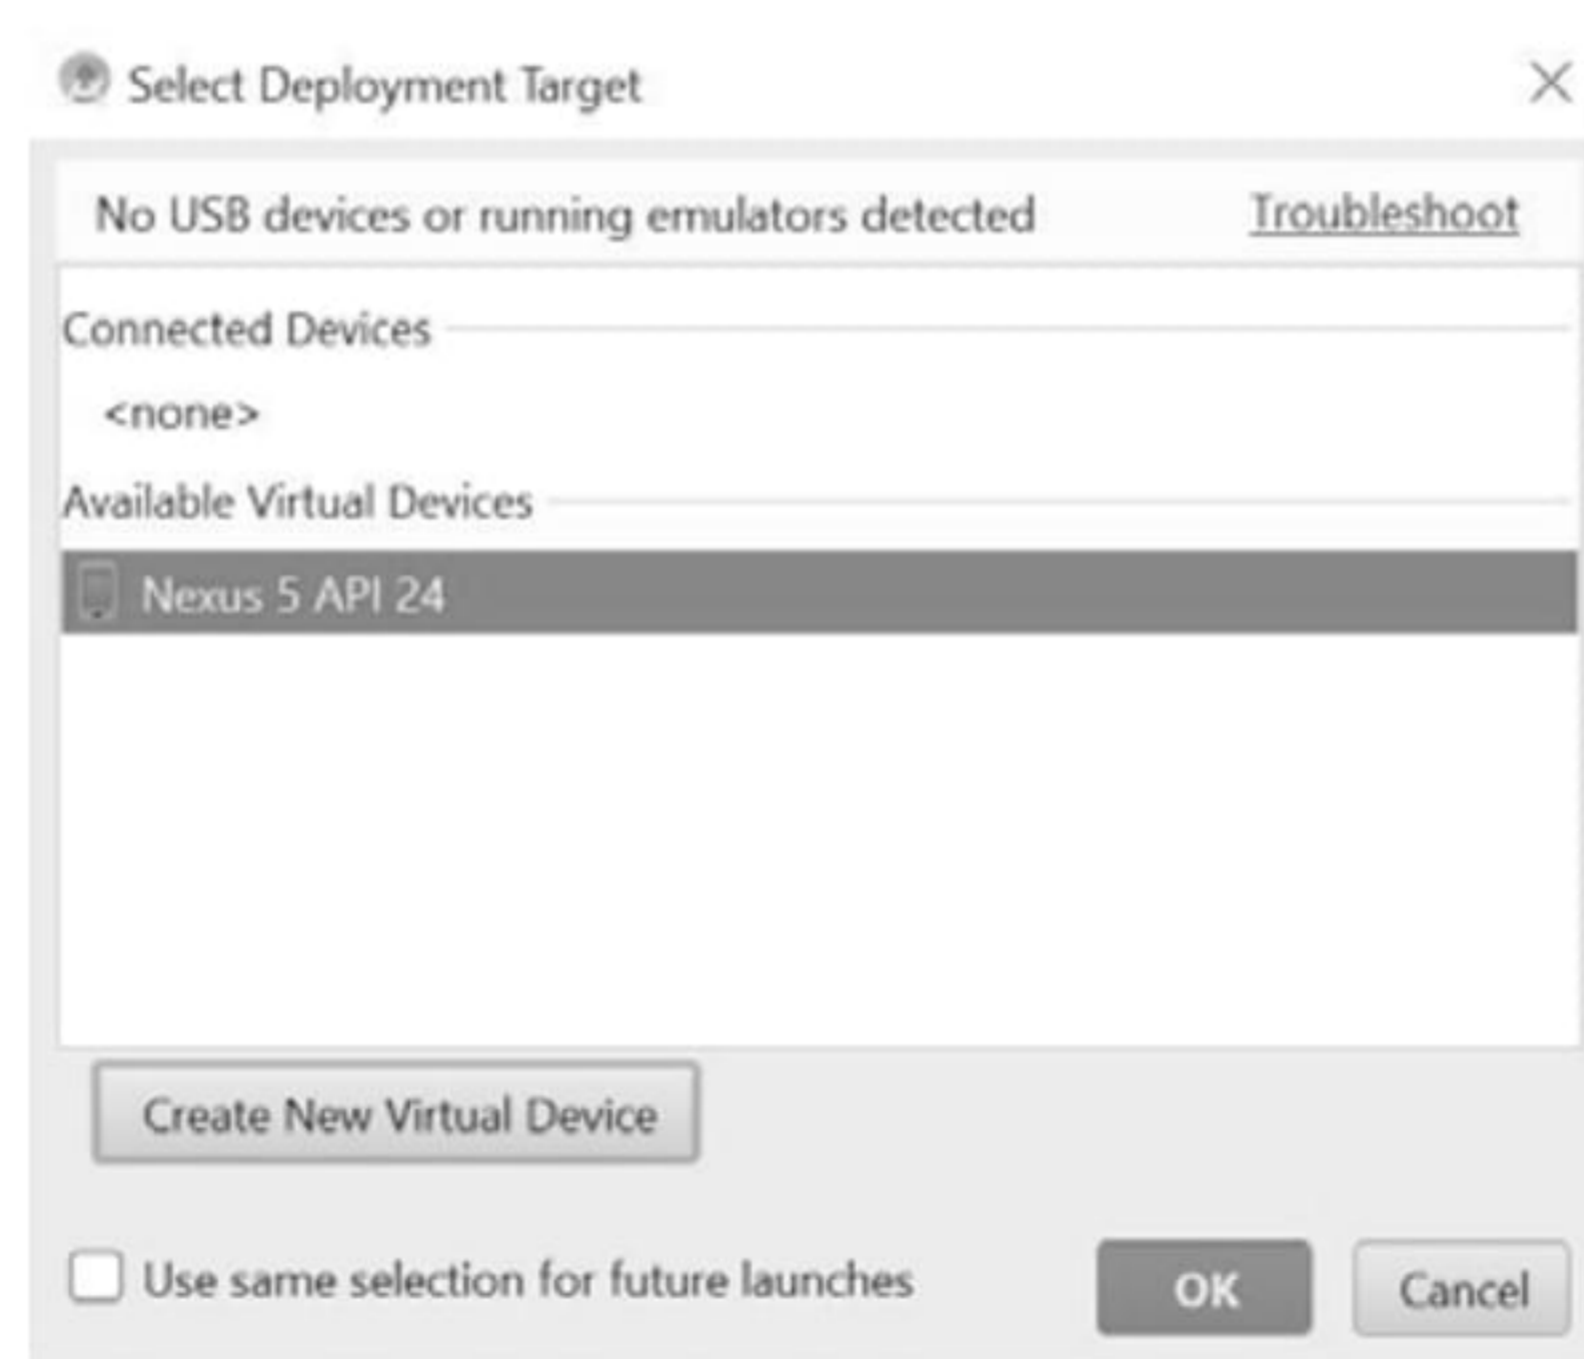 Select Deployment Target
No USB devices or running emulators detected Troubleshoot
Connected Devices
<none>
Available Virtual Devices
Nexus 5 API 24
Create New Virtual Device
Use same selection for future launches OK Cancel